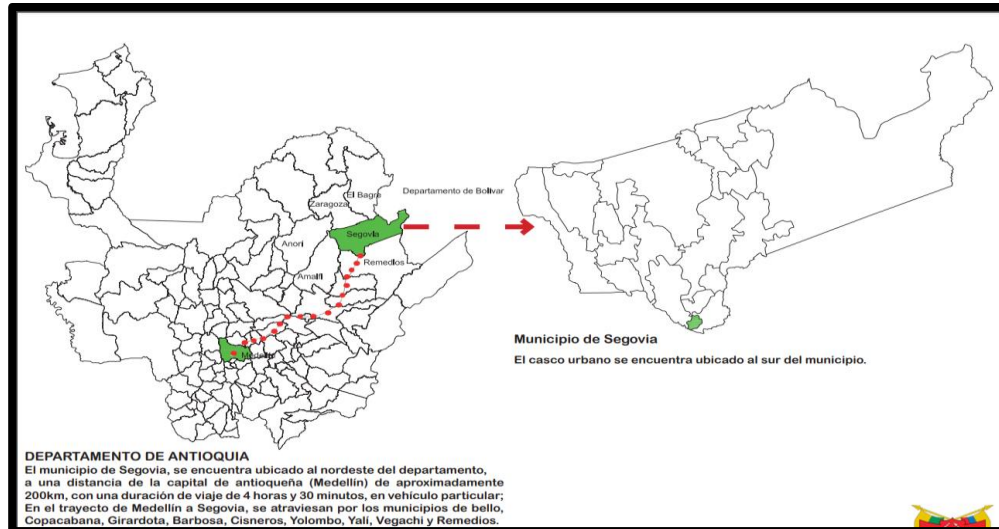 El Bagre
Departamento de Bolivar
Zaragoza
Segovia
Anorí
Remedios
Amalfi
Medellín
Municipio de Segovia
El casco urbano se encuentra ubicado al sur del municipio.
DEPARTAMENTO DE ANTIOQUIA
El municipio de Segovia, se encuentra ubicado al nordeste del departamento,
a una distancia de la capital de antioqueña (Medellín) de aproximadamente
200km, con una duración de viaje de 4 horas y 30 minutos, en vehículo particular;
En el trayecto de Medellín a Segovia, se atraviesan por los municipios de bello,
Copacabana, Girardota, Barbosa, Cisneros, Yolombo, Yalí, Vegachi y Remedios.